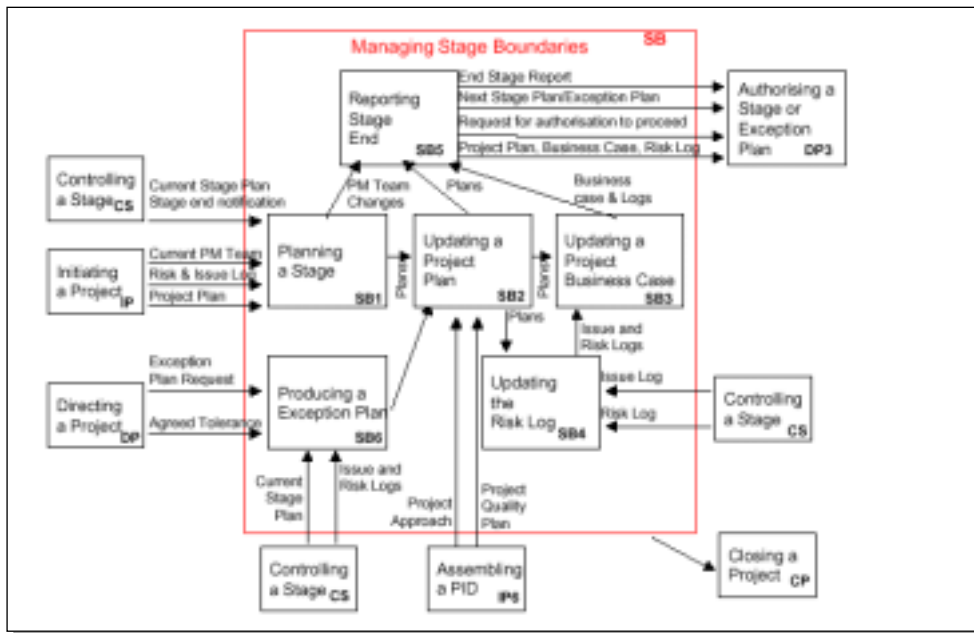 Managing Stage Boundaries
SB
Reporting
Stage
End
SB5
End Stage Report
Next Stage Plan/Exception Plan
Request for authorisation to proceed
Project Plan, Business Case, Risk Log
Authorising a
Stage or
Exception
Plan
DP3
Controlling
a Stage
CS
Current Stage Plan
Stage end notification
PM Team
Changes
Plans
Business
case & Logs
Initiating
a Project
IP
Current PM Team
Risk & Issue Log
Project Plan
Planning
a Stage
SB1
Plans
Updating a
Project
Plan
SB2
Plans
Updating a
Project
Business Case
SB3
Plans
Issue and
Risk Logs
Directing
a Project
DP
Exception
Plan Request
Agreed Tolerance
Producing a
Exception Plan
SB6
Updating
the
Risk Log
SB4
Issue Log
Risk Log
Controlling
a Stage
CS
Current
Stage
Plan
Issue and
Risk Logs
Project
Approach
Project
Quality
Plan
Controlling
a Stage
CS
Assembling
a PID
IP6
Closing a
Project
CP